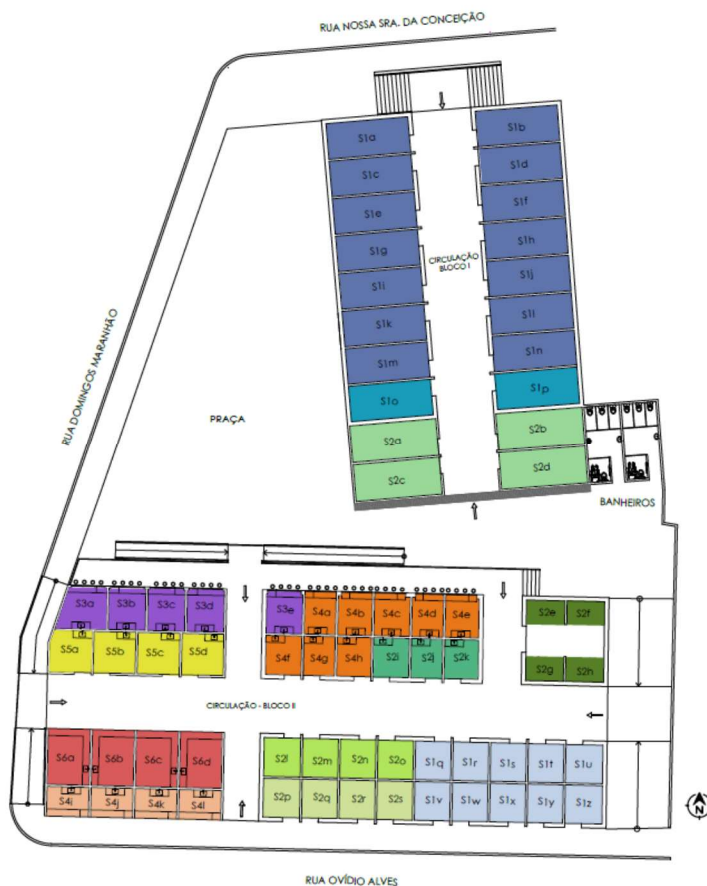 RUA NOSSA SRA. DA CONCEIÇÃO
S1a
S1b
S1c
S1d
S1e
S1f
S1g
S1h
CIRCULAÇÃO
BLOCO I
S1i
S1j
S1k
S1l
S1m
S1n
S1o
S1p
RUA DOMINGOS MARANHÃO
PRAÇA
S2a
S2b
S2c
S2d
BANHEIROS
S3a
S3b
S3c
S3d
S3e
S4a
S4b
S4c
S4d
S4e
S2e
S2f
S5a
S5b
S5c
S5d
S4f
S4g
S4h
S2i
S2j
S2k
S2g
S2h
CIRCULAÇÃO - BLOCO II
S6a
S6b
S6c
S6d
S2l
S2m
S2n
S2o
S1q
S1r
S1s
S1t
S1u
S4i
S4j
S4k
S4l
S2p
S2q
S2r
S2s
S1v
S1w
S1x
S1y
S1z
N
RUA OVÍDIO ALVES